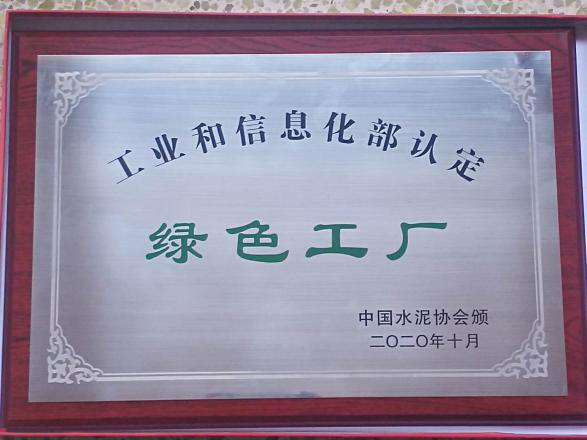 工业和信息化部认定
绿色工厂
中国水泥协会颁
二〇二〇年十月